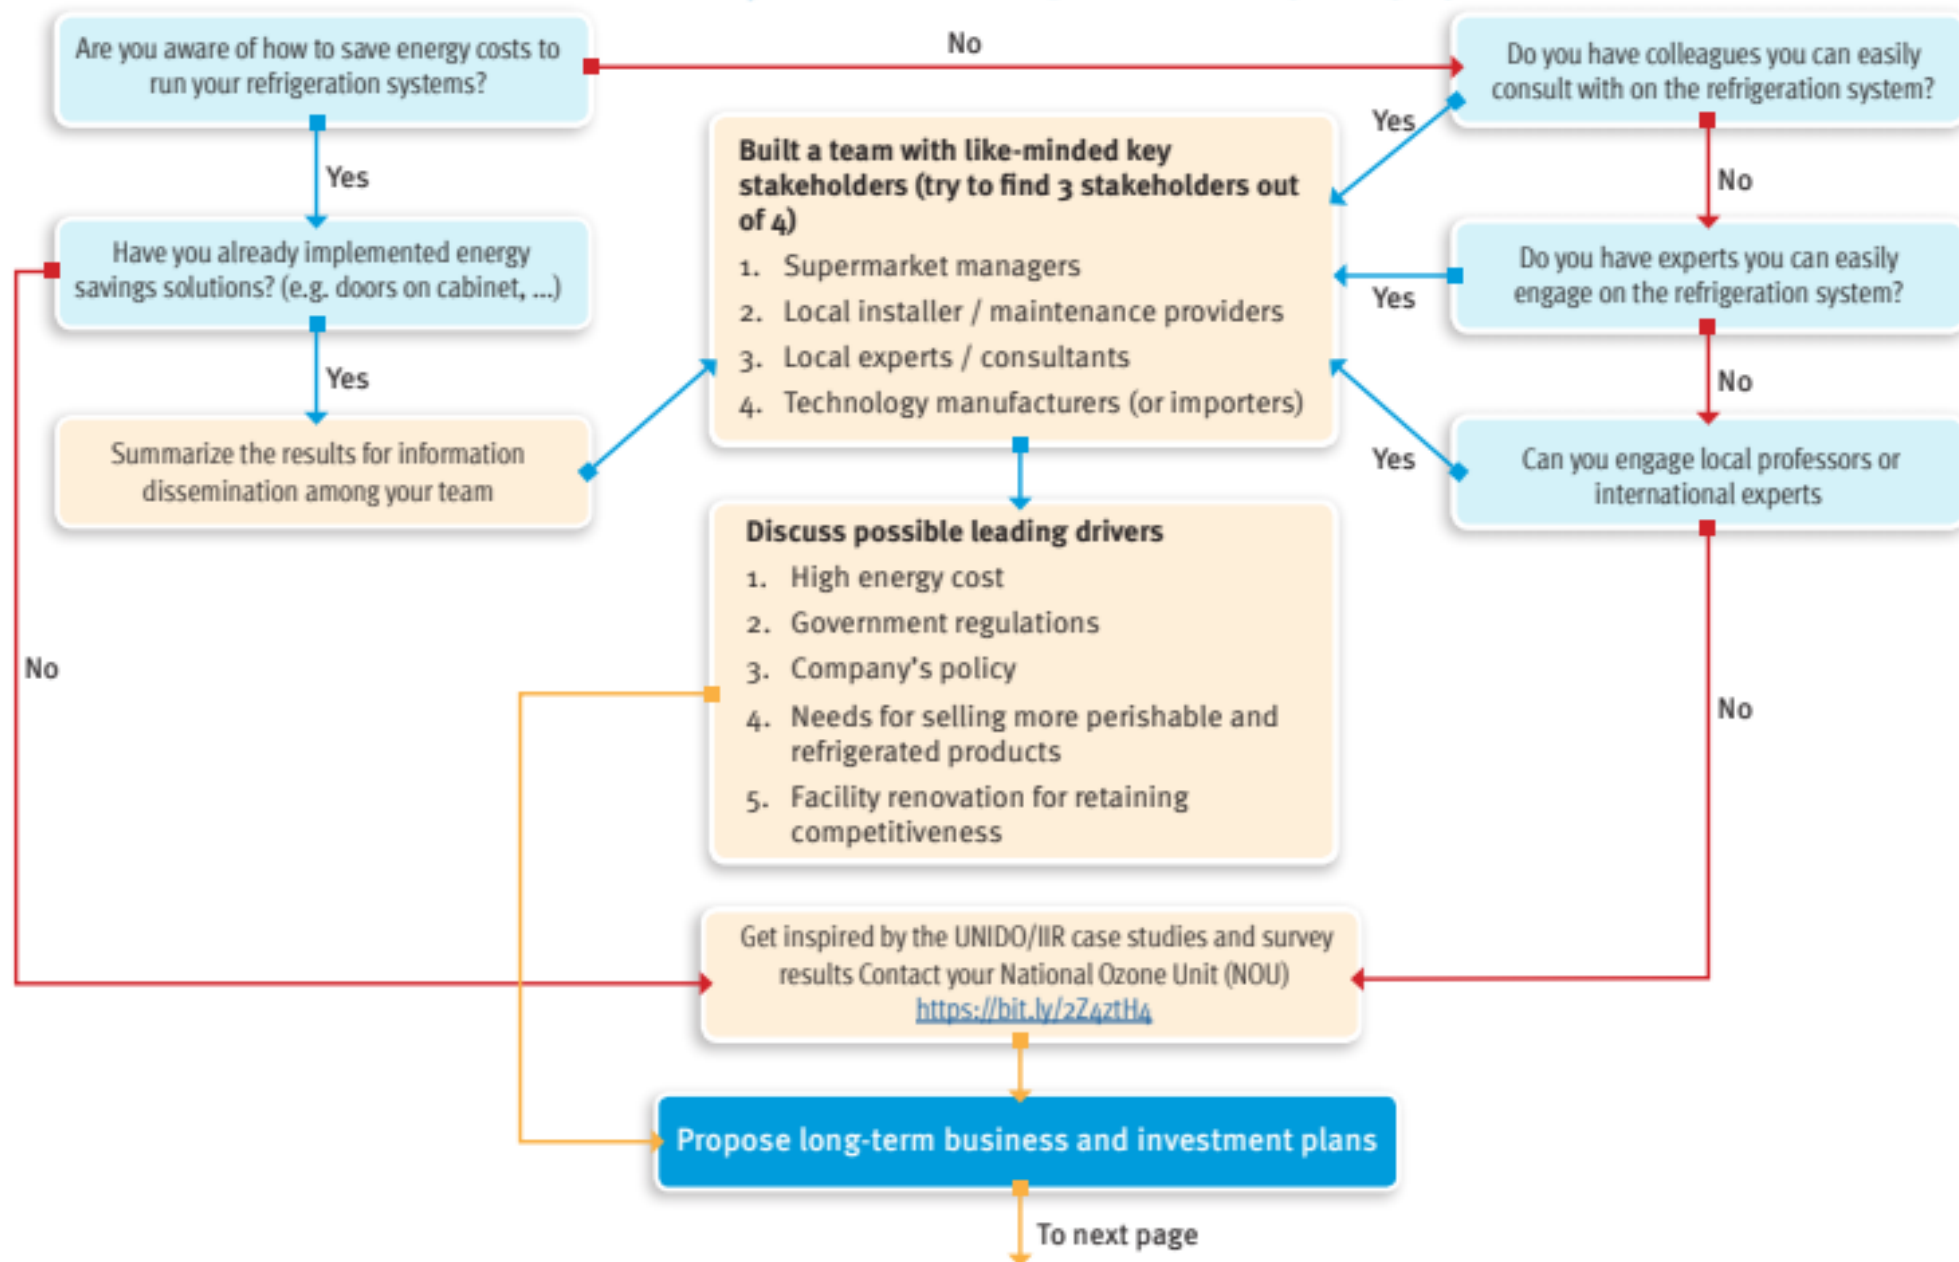 Are you aware of how to save energy costs to
run your refrigeration systems?
No
Do you have colleagues you can easily
consult with on the refrigeration system?
Yes
Built a team with like-minded key
stakeholders (try to find 3 stakeholders out
of 4)
1. Supermarket managers
2. Local installer / maintenance providers
3. Local experts / consultants
4. Technology manufacturers (or importers)
Yes
No
Have you already implemented energy
savings solutions? (e.g. doors on cabinet, ...)
Do you have experts you can easily
engage on the refrigeration system?
Yes
Yes
No
Summarize the results for information
dissemination among your team
Yes
Can you engage local professors or
international experts
Discuss possible leading drivers
1. High energy cost
2. Government regulations
3. Company's policy
4. Needs for selling more perishable and
refrigerated products
5. Facility renovation for retaining
competitiveness
No
No
Get inspired by the UNIDO/IIR case studies and survey
results Contact your National Ozone Unit (NOU)
https://bit.ly/2Z4ztH4
Propose long-term business and investment plans
To next page